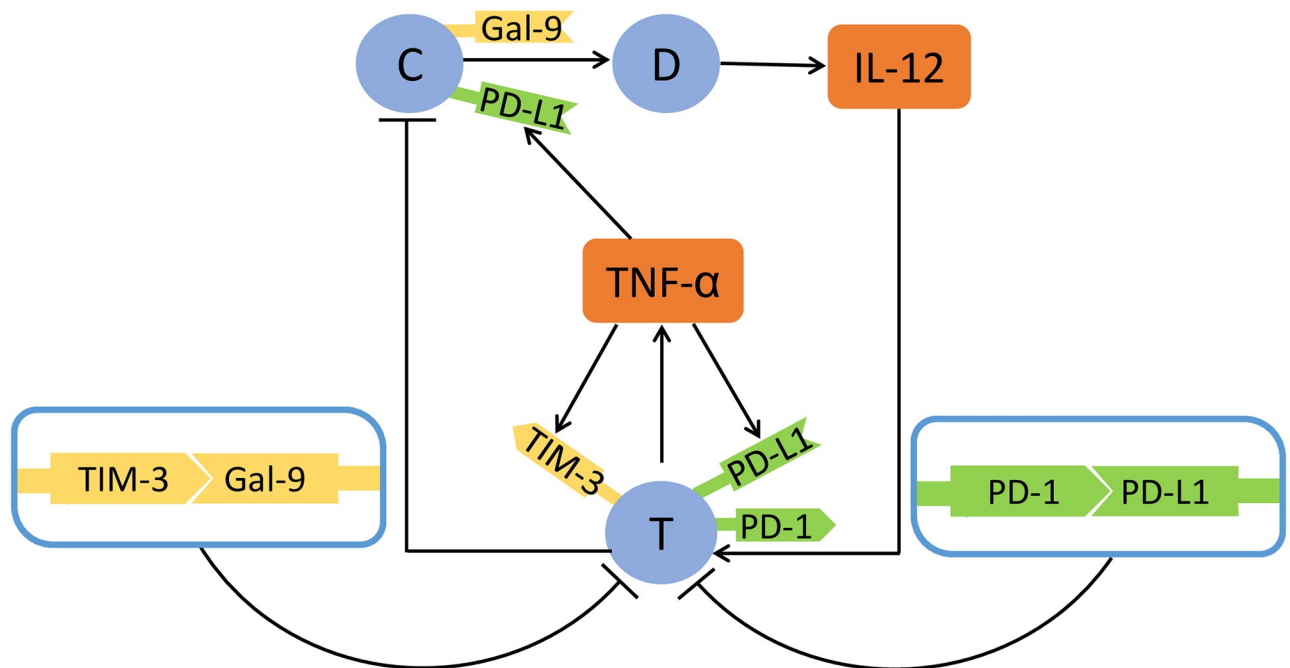 Gal-9
C
D
IL-12
PD-L1
TNF-α
TIM-3
PD-L1
TIM-3
Gal-9
PD-1
PD-L1
T
PD-1